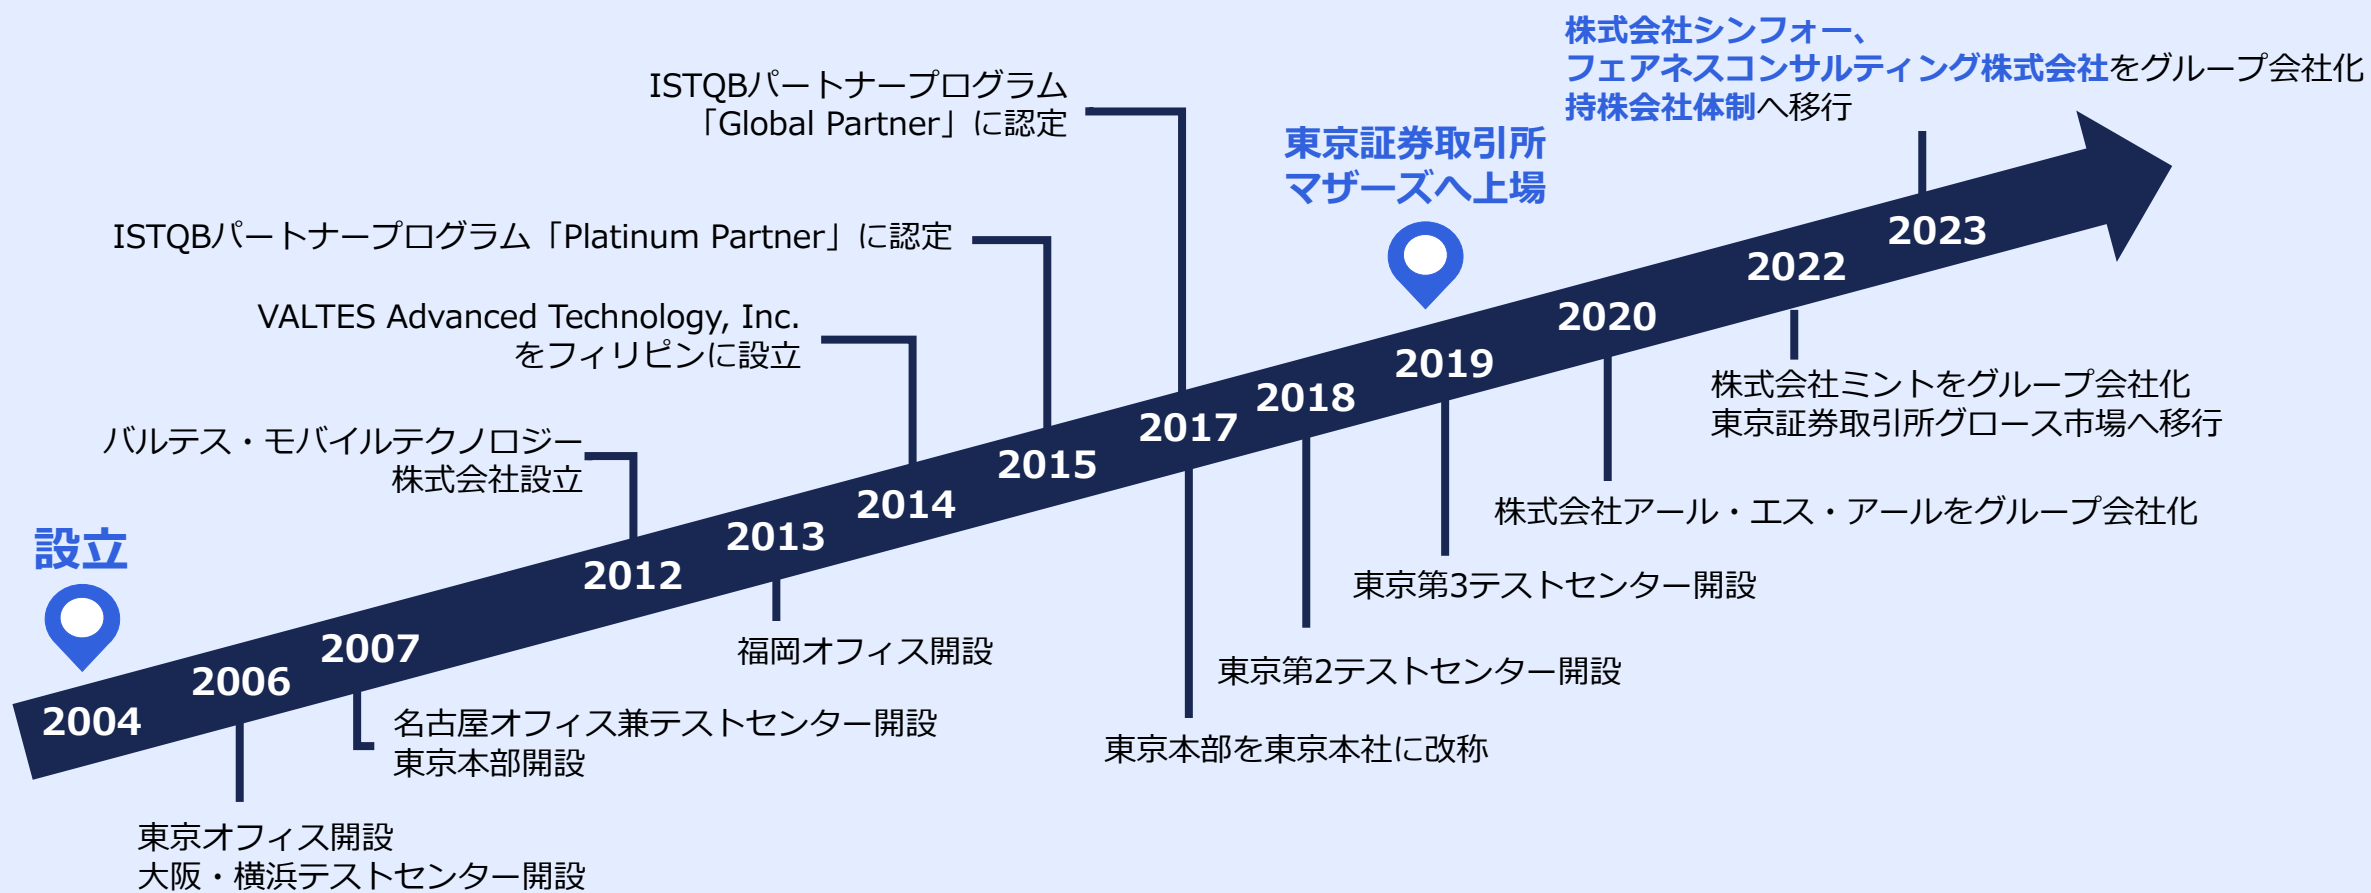 設立
2004
2006
東京オフィス開設
大阪・横浜テストセンター開設
2007
名古屋オフィス兼テストセンター開設
東京本部開設
バルテス・モバイルテクノロジー
株式会社設立
2012
2013
福岡オフィス開設
VALTES Advanced Technology, Inc.
をフィリピンに設立
2014
ISTQBパートナープログラム「Platinum Partner」に認定
2015
ISTQBパートナープログラム
「Global Partner」に認定
2017
東京本部を東京本社に改称
2018
東京第2テストセンター開設
東京証券取引所
マザーズへ上場
2019
東京第3テストセンター開設
2020
株式会社アール・エス・アールをグループ会社化
2022
株式会社ミントをグループ会社化
東京証券取引所グロース市場へ移行
株式会社シンフォー、
フェアネスコンサルティング株式会社をグループ会社化
持株会社体制へ移行
2023